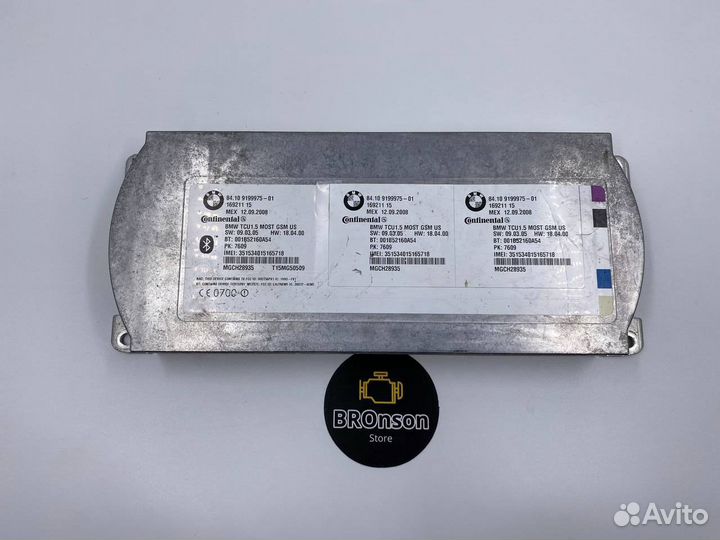 BMW
84.10 9199975-01
169211 15
MEX 12.09.2008
Continental
BMW TCU1.5 MOST GSM US
SW: 09.03.05 HW: 18.04.00
BT: 001B52160A54
PK: 7609
IMEI: 351534015165718
MGCH28935 T15MG50509
CE0700
BMW
84.10 9199975-01
169211 15
MEX 12.09.2008
Continental
BMW TCU1.5 MOST GSM US
SW: 09.03.05 HW: 18.04.00
BT: 001B52160A54
PK: 7609
IMEI: 351534015165718
MGCH28935
BMW
84.10 9199975-01
169211 15
MEX 12.09.2008
Continental
BMW TCU1.5 MOST GSM US
SW: 09.03.05 HW: 18.04.00
BT: 001B52160A54
PK: 7609
IMEI: 351534015165718
MGCH28935
BROnson
Store
Avito